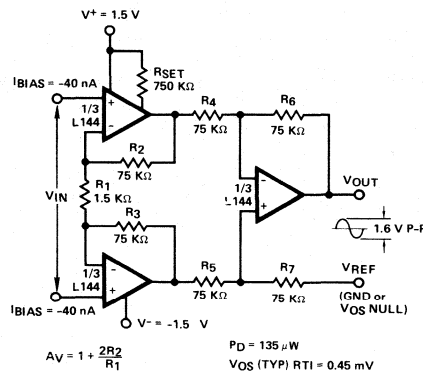 V+ = 1.5 V
IBIAS = -40 nA
RSET
750 KΩ
1/3
L144
+
-
R4
75 KΩ
R6
75 KΩ
R2
75 KΩ
R1
1.5 KΩ
VIN
R3
75 KΩ
-
1/3
L144
+
VOUT
1.6 V P-P
1/3
L144
-
+
R5
75 KΩ
R7
75 KΩ
VREF
(GND or
VOS NULL)
IBIAS = -40 nA
V- = -1.5 V
AV = 1 + 2R2
R1
PD = 135 μW
VOS (TYP) RTI = 0.45 mV